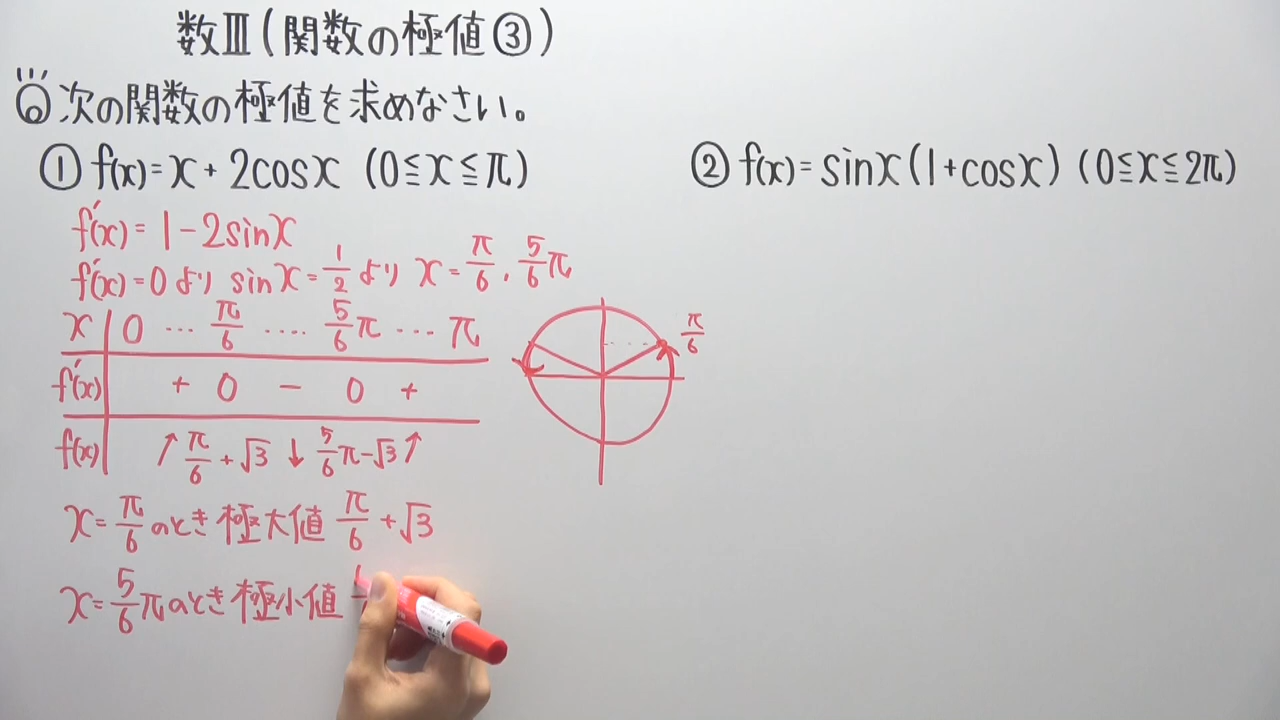 数Ⅲ(関数の極値③)
Q 次の関数の極値を求めなさい。
① f(x)=x+2cosx (0≦x≦π)
f'(x)=1-2sinx
f'(x)=0より sinx=1/2 より x=π/6, 5/6π
x 0 … π/6 …. 5/6π … π
f'(x) + 0 - 0 +
f(x) ↑ π/6+√3 ↓ 5/6π-√3 ↑
π/6
x=π/6のとき極大値 π/6+√3
x=5/6πのとき極小値
② f(x)=sinx(1+cosx) (0≦x≦2π)